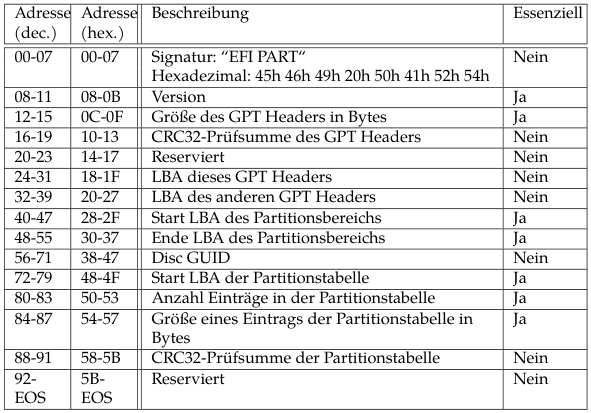 Adresse Adresse Beschreibung Essenziell
(dec.) (hex.)
00-07 00-07 Signatur: “EFI PART“ Nein
Hexadezimal: 45h 46h 49h 20h 50h 41h 52h 54h
08-11 08-0B Version Ja
12-15 0C-0F Größe des GPT Headers in Bytes Ja
16-19 10-13 CRC32-Prüfsumme des GPT Headers Nein
20-23 14-17 Reserviert Nein
24-31 18-1F LBA dieses GPT Headers Nein
32-39 20-27 LBA des anderen GPT Headers Nein
40-47 28-2F Start LBA des Partitionsbereichs Ja
48-55 30-37 Ende LBA des Partitionsbereichs Ja
56-71 38-47 Disc GUID Nein
72-79 48-4F Start LBA der Partitionstabelle Ja
80-83 50-53 Anzahl Einträge in der Partitionstabelle Ja
84-87 54-57 Größe eines Eintrags der Partitionstabelle in Ja
Bytes
88-91 58-5B CRC32-Prüfsumme der Partitionstabelle Nein
92- 5B- Reserviert Nein
EOS EOS